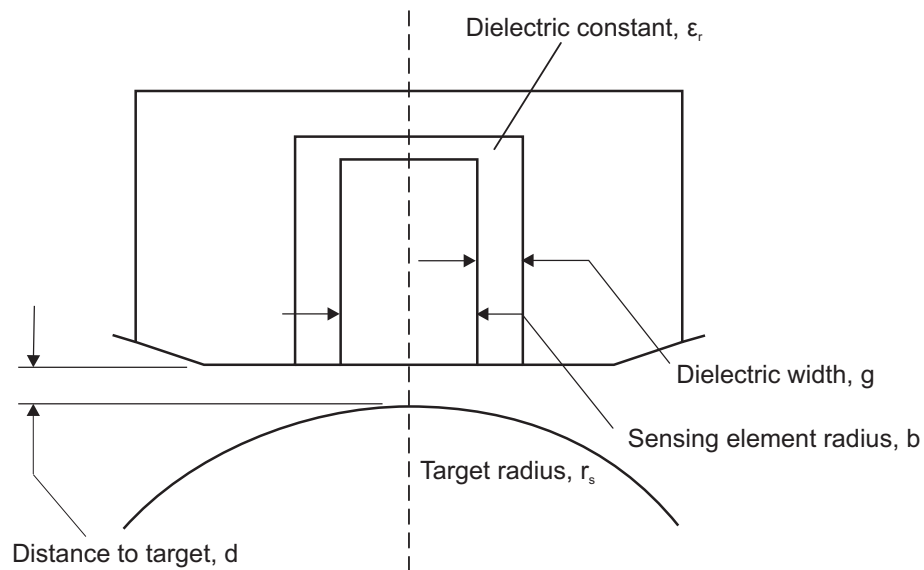 Dielectric constant, εr
Dielectric width, g
Sensing element radius, b
Target radius, rs
Distance to target, d